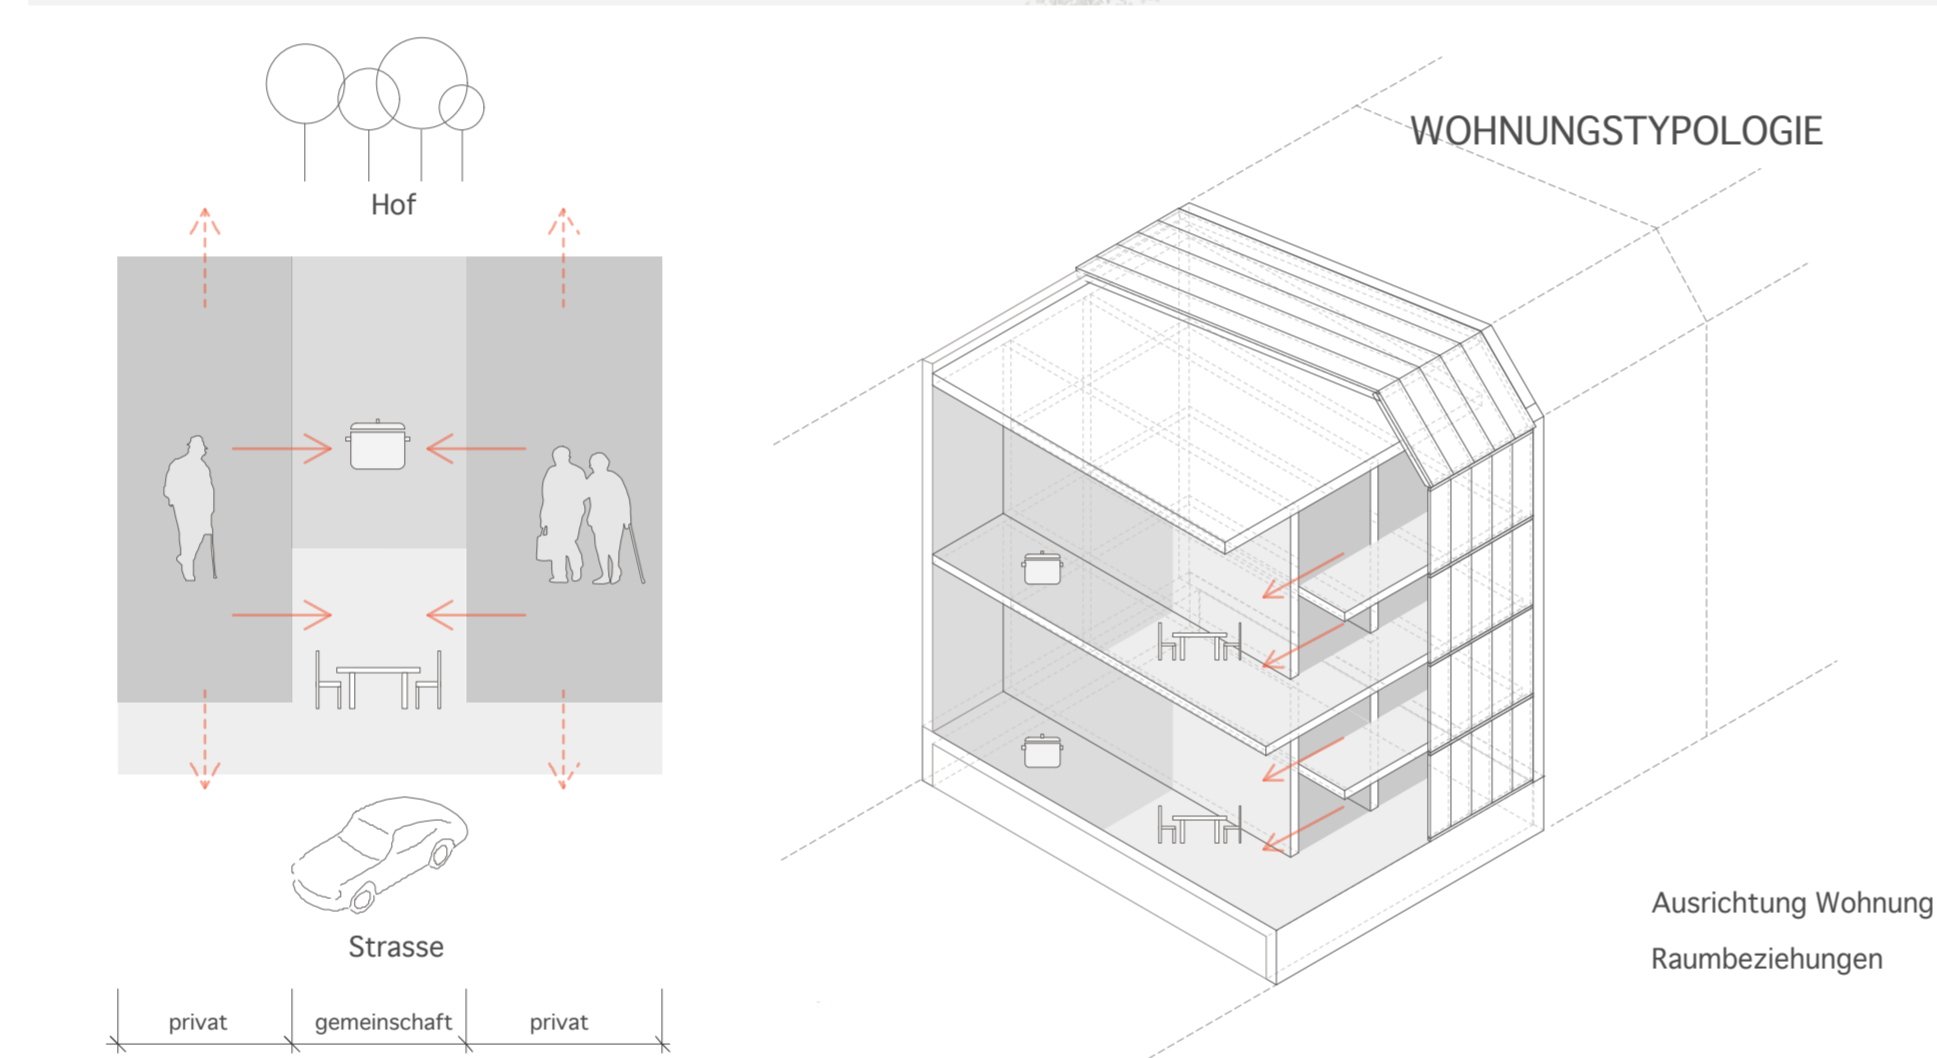 WOHNUNGSTYPOLOGIE
Hof
Strasse
privat
gemeinschaft
privat
Ausrichtung Wohnung
Raumbeziehungen